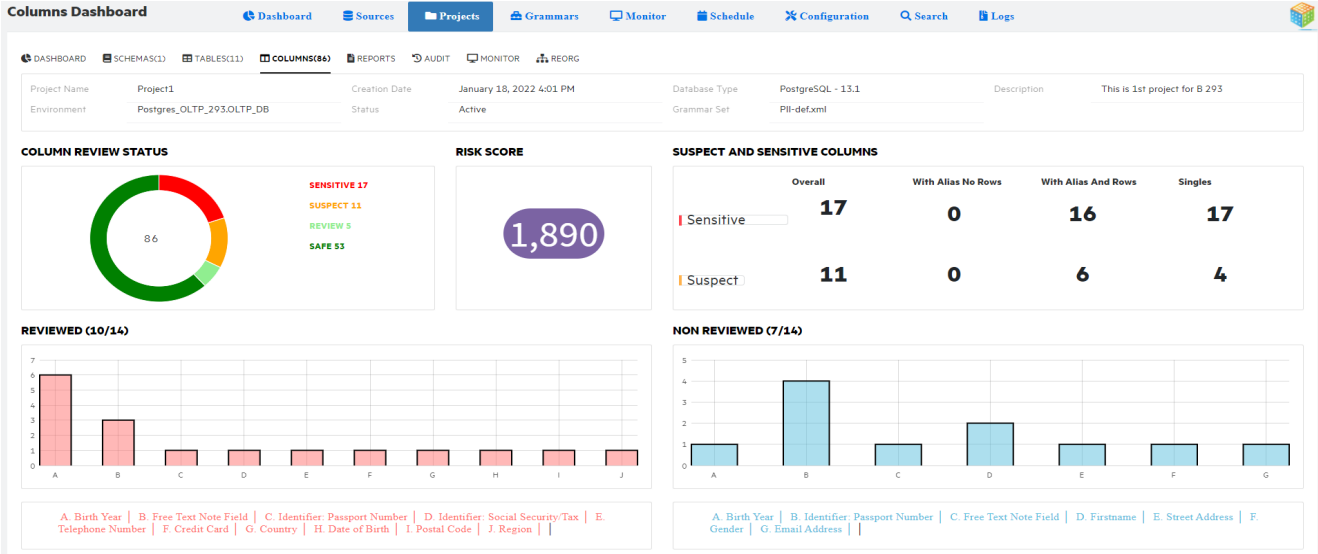 Columns Dashboard
Dashboard Sources Projects Grammars Monitor Schedule Configuration Search Logs
DASHBOARD SCHEMAS(1) TABLES(11) COLUMNS(86) REPORTS AUDIT MONITOR REORG
Project Name Project1 Creation Date January 18, 2022 4:01 PM Database Type PostgreSQL - 13.1 Description This is 1st project for B 293
Environment Postgres_OLTP_293.OLTP_DB Status Active Grammar Set PII-def.xml
COLUMN REVIEW STATUS RISK SCORE SUSPECT AND SENSITIVE COLUMNS
86
SENSITIVE 17
SUSPECT 11
REVIEW 5
SAFE 53
1,890
Overall With Alias No Rows With Alias And Rows Singles
Sensitive 17 0 16 17
Suspect 11 0 6 4
REVIEWED (10/14)
7
6
5
4
3
2
1
0
A B C D E F G H I J
A. Birth Year | B. Free Text Note Field | C. Identifier: Passport Number | D. Identifier: Social Security/Tax | E.
Telephone Number | F. Credit Card | G. Country | H. Date of Birth | I. Postal Code | J. Region | |
NON REVIEWED (7/14)
5
4
3
2
1
0
A B C D E F G
A. Birth Year | B. Identifier: Passport Number | C. Free Text Note Field | D. Firstname | E. Street Address | F.
Gender | G. Email Address | |